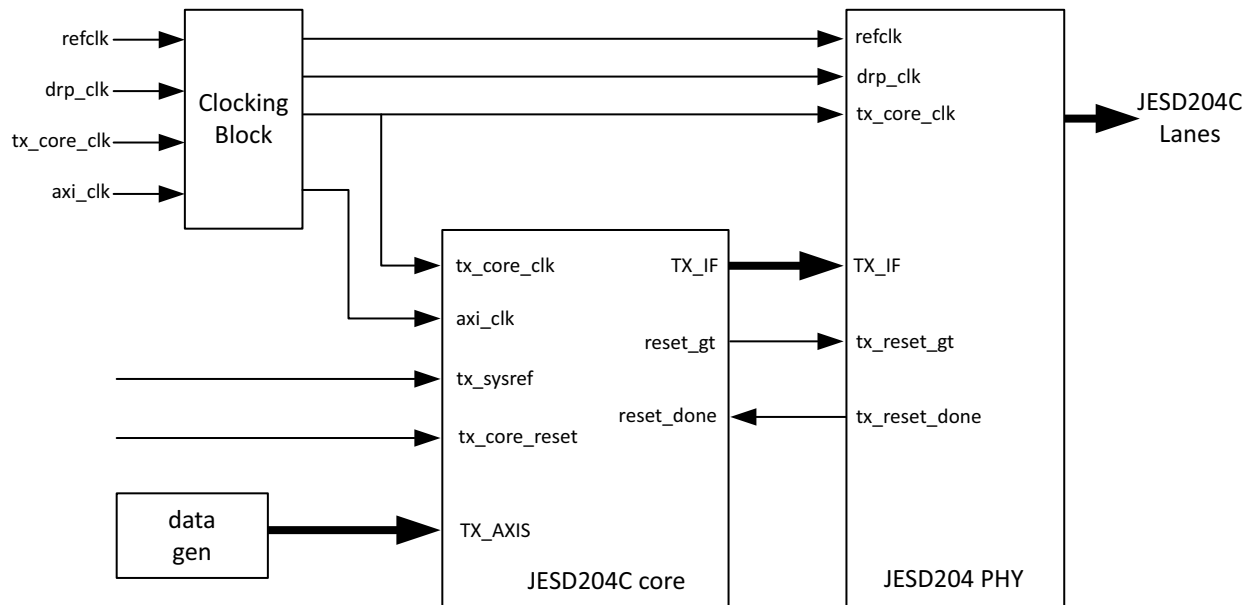 refclk
drp_clk
tx_core_clk
axi_clk
Clocking
Block
refclk
drp_clk
tx_core_clk
JESD204C
Lanes
tx_core_clk
axi_clk
tx_sysref
tx_core_reset
TX_AXIS
TX_IF
reset_gt
reset_done
JESD204C core
TX_IF
tx_reset_gt
tx_reset_done
JESD204 PHY
data
gen